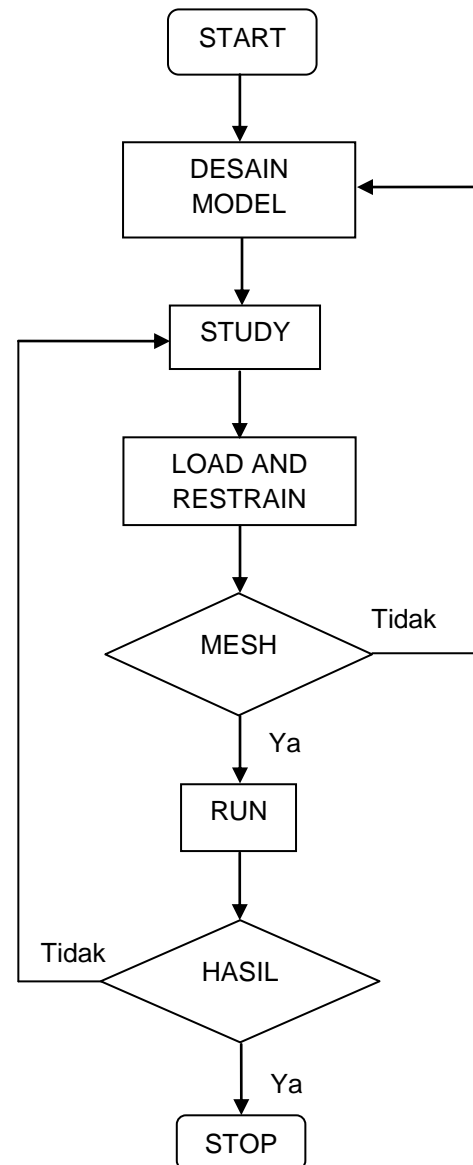 START
DESAIN
MODEL
STUDY
LOAD AND
RESTRAIN
MESH
Tidak
Ya
RUN
Tidak
HASIL
Ya
STOP